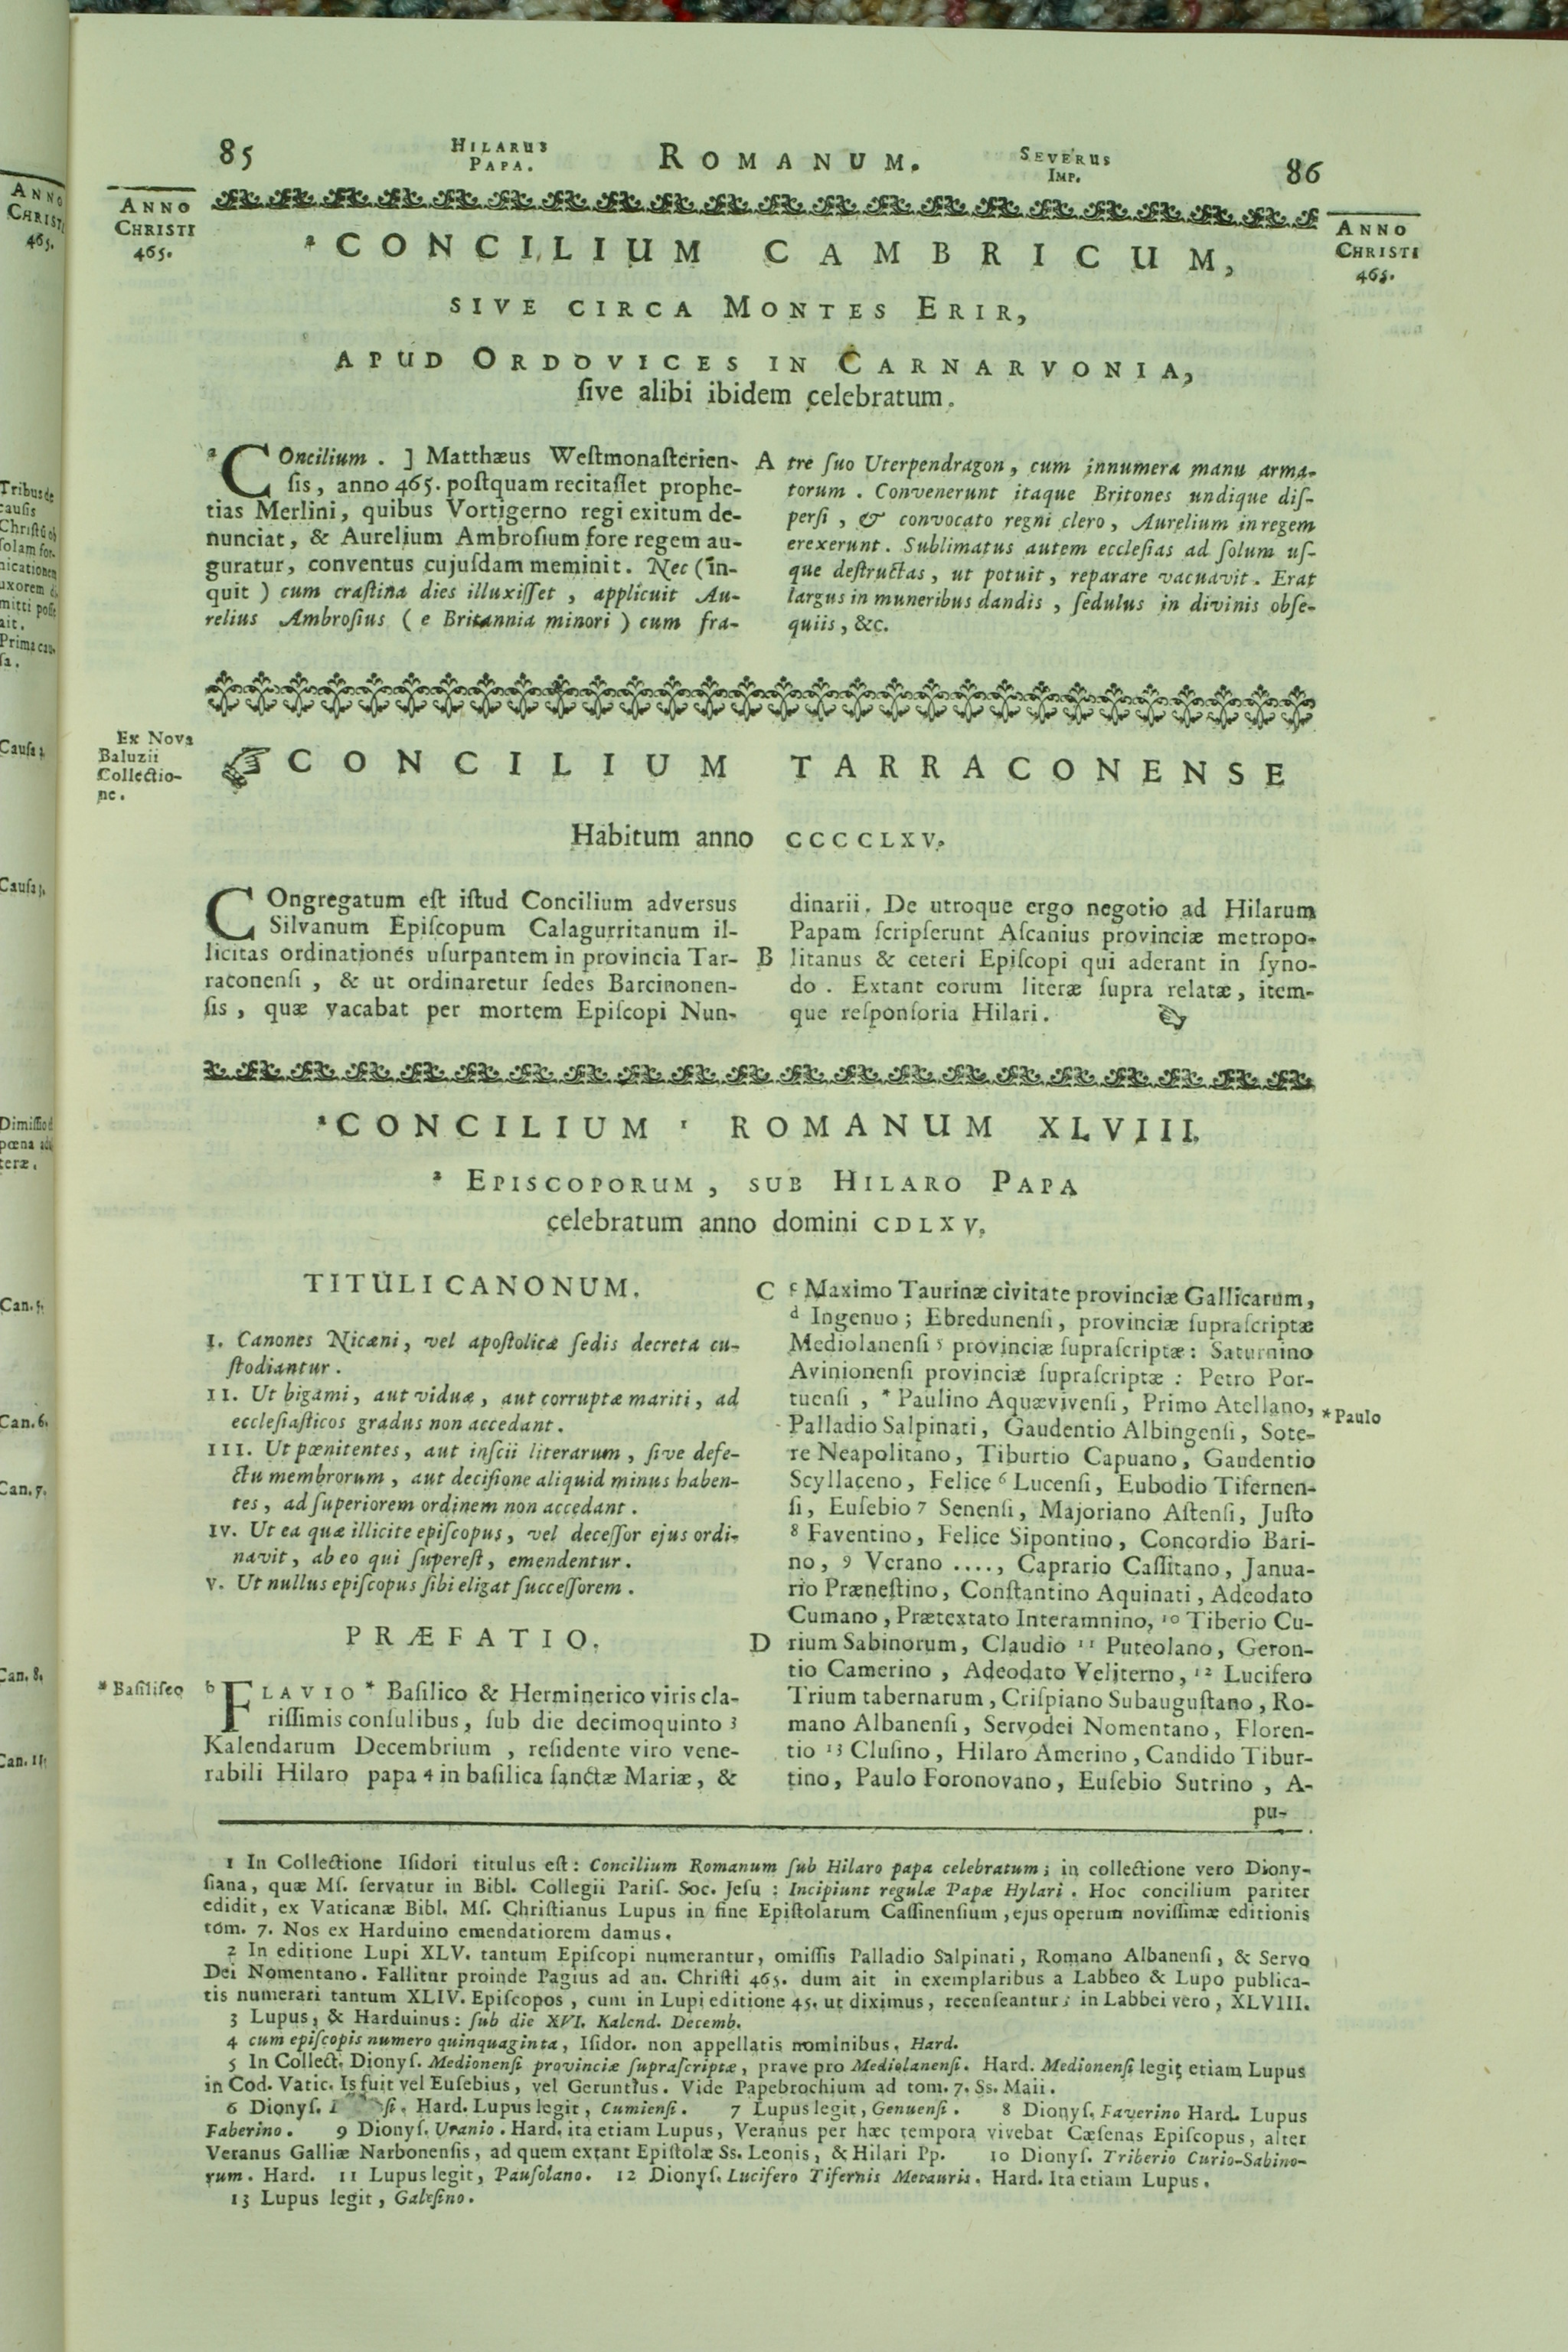 85
HILARUS
PAPA.
ROMANUM.
SEVERUS
IMP.
86
ANNO
CHRISTI
465.
ANNO
CHRISTI
465.
ᵃCONCILIUM CAMBRICUM,
SIVE CIRCA MONTES ERIR,
APUD ORDOVICES IN CARNARVONIA,
ſive alibi ibidem celebratum.
ᵃCOncilium. ] Matthæus Weſtmonaſterien-
ſis, anno 465. poſtquam recitaſſet prophe-
tias Merlini, quibus Vortigerno regi exitum de-
nunciat, & Aurelium Ambroſium fore regem au-
guratur, conventus cujuſdam meminit. Nec (in-
quit ) cum craſtina dies illuxiſſet, applicuit Au-
relius Ambroſius ( e Britannia minori ) cum fra-
A tre ſuo Uterpendragon, cum innumera manu arma-
torum. Convenerunt itaque Britones undique diſ-
perſi, & convocato regni clero, Aurelium in regem
erexerunt. Sublimatus autem eccleſias ad ſolum uſ-
que deſtructas, ut potuit, reparare vacuavit. Erat
largus in muneribus dandis, ſedulus in divinis obſe-
quiis, &c.
Ex Nova
Baluzii
Collectio-
ne.
☞ CONCILIUM TARRACONENSE
Habitum anno CCCCLXV.
COngregatum eſt iſtud Concilium adversus
Silvanum Epiſcopum Calagurritanum il-
licitas ordinationes uſurpantem in provincia Tar-
raconenſi, & ut ordinaretur ſedes Barcinonen-
ſis, quæ vacabat per mortem Epiſcopi Nun-
dinarii. De utroque ergo negotio ad Hilarum
Papam ſcripſerunt Aſcanius provinciæ metropo-
B litanus & ceteri Epiſcopi qui aderant in ſyno-
do. Extant eorum literæ ſupra relatæ, item-
que reſponſoria Hilari. ☜
ᵃCONCILIUM ¹ ROMANUM XLVIII.
² EPISCOPORUM, SUB HILARO PAPA
celebratum anno domini CDLXV.
TITULI CANONUM.
I. Canones Nicæni, vel apoſtolicæ ſedis decreta cu-
ſtodiantur.
II. Ut bigami, aut viduæ, aut corruptæ mariti, ad
eccleſiaſticos gradus non accedant.
III. Ut pœnitentes, aut inſcii literarum, ſive defe-
ctu membrorum, aut deciſione aliquid minus haben-
tes, ad ſuperiorem ordinem non accedant.
IV. Ut ea quæ illicite epiſcopus, vel deceſſor ejus ordi-
navit, ab eo qui ſupereſt, emendentur.
V. Ut nullus epiſcopus ſibi eligat ſucceſſorem.
PRÆFATIO.
* Baſiliſco
ᵇ FLAVIO * Baſilico & Herminerico viris cla-
riſſimis conſulibus, ſub die decimoquinto ³
Kalendarum Decembrium, reſidente viro vene-
rabili Hilaro papa ⁴ in baſilica ſanctæ Mariæ, &
C ᶜ Maximo Taurinæ civitate provinciæ Gallicarum,
ᵈ Ingenuo ; Ebredunenſi, provinciæ ſupraſcriptæ
Mediolanenſi ⁵ provinciæ ſupraſcriptæ: Saturnino
Avinionenſi provinciæ ſupraſcriptæ : Petro Por-
tuenſi, * Paulino Aquævivenſi, Primo Atellano,
* Paulo
Palladio Salpinati, Gaudentio Albingenſi, Sote-
re Neapolitano, Tiburtio Capuano, Gaudentio
Scyllaceno, Felice ⁶ Lucenſi, Eubodio Tifernen-
ſi, Euſebio ⁷ Senenſi, Majoriano Aſtenſi, Juſto
⁸ Faventino, Felice Sipontino, Concordio Bari-
no, ⁹ Verano ...., Caprario Caſſitano, Janua-
rio Præneſtino, Conſtantino Aquinati, Adeodato
Cumano, Prætextato Interamnino, ¹⁰ Tiberio Cu-
D rium Sabinorum, Claudio ¹¹ Puteolano, Geron-
tio Camerino, Adeodato Veliterno, ¹² Lucifero
Trium tabernarum, Criſpiano Subauguſtano, Ro-
mano Albanenſi, Servodei Nomentano, Floren-
tio ¹³ Cluſino, Hilaro Amerino, Candido Tibur-
tino, Paulo Foronovano, Euſebio Sutrino, A-
pu-
1 In Collectione Iſidori titulus eſt: Concilium Romanum ſub Hilaro papa celebratum; in collectione vero Diony-
ſiana, quæ Mſ. ſervatur in Bibl. Collegii Pariſ. Soc. Jeſu : Incipiunt regulæ Papæ Hylari. Hoc concilium pariter
edidit, ex Vaticanæ Bibl. Mſ. Chriſtianus Lupus in fine Epiſtolarum Caſſinenſium, ejus operum noviſſimæ editionis
tom. 7. Nos ex Harduino emendatiorem damus.
2 In editione Lupi XLV. tantum Epiſcopi numerantur, omiſſis Palladio Salpinati, Romano Albanenſi, & Servo
Dei Nomentano. Fallitur proinde Pagius ad an. Chriſti 465. dum ait in exemplaribus a Labbeo & Lupo publica-
tis numerari tantum XLIV. Epiſcopos, cum in Lupi editione 45. ut diximus, recenſeantur; in Labbei vero, XLVIII.
3 Lupus, & Harduinus: ſub die XVI. Kalend. Decemb.
4 cum epiſcopis numero quinquaginta, Iſidor. non appellatis nominibus. Hard.
5 In Collect. Dionyſ. Medionenſi provinciæ ſupraſcriptæ, prave pro Mediolanenſi. Hard. Medionenſi legit etiam Lupus
in Cod. Vatic. Is fuit vel Euſebius, vel Geruntius. Vide Papebrochium ad tom. 7. Ss. Maii.
6 Dionyſ. Hard. Lupus legit, Cumienſi. 7 Lupus legit, Genuenſi. 8 Dionyſ. Faverino Hard. Lupus
Faberino. 9 Dionyſ. Uranio. Hard. ita etiam Lupus, Veranus per hæc tempora vivebat Cæſenas Epiſcopus, alter
Veranus Galliæ Narbonenſis, ad quem extant Epiſtolæ Ss. Leonis, & Hilari Pp. 10 Dionyſ. Triberio Curio-Sabino-
rum. Hard. 11 Lupus legit, Pauſolano. 12 Dionyſ. Lucifero Tifernis Metauris. Hard. Ita etiam Lupus.
13 Lupus legit, Galeſino.